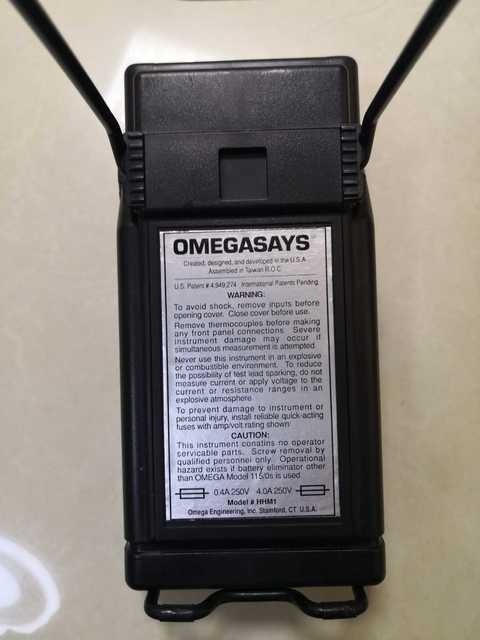 OMEGASAYS
Created, designed, and developed in the U.S.A.
Assembled in Taiwan R.O.C.
U.S. Patent # 4,949,274 International Patents Pending
WARNING:
To avoid shock, remove inputs before
opening cover. Close cover before use.
Remove thermocouples before making
any front panel connections. Severe
instrument damage may occur if
simultaneous measurement is attempted.
Never use this instrument in an explosive
or combustible environment. To reduce
the possibility of test lead sparking, do not
measure current or apply voltage to the
current or resistance ranges in an
explosive atmosphere.
To prevent damage to instrument or
personal injury, install reliable quick-acting
fuses with amp/volt rating shown
CAUTION:
This instrument conatins no operator
servicable parts. Screw removal by
qualified personnel only. Operational
hazard exists if battery eliminator other
than OMEGA Model 115/0s is used
0.4A 250V 4.0A 250V
Model # HHM1
Omega Engineering, Inc. Stamford, CT. U.S.A.